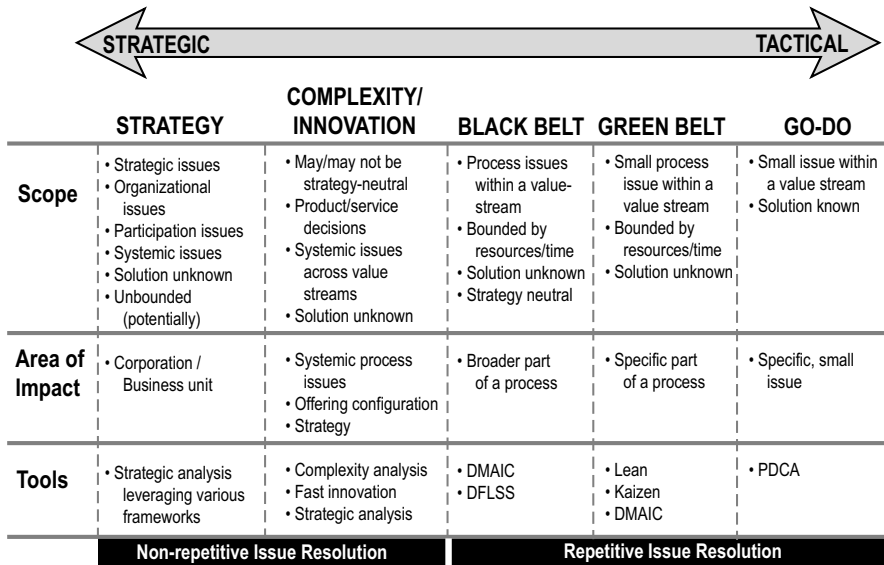 STRATEGIC
TACTICAL
STRATEGY
COMPLEXITY/
INNOVATION
BLACK BELT
GREEN BELT
GO-DO
Scope
• Strategic issues
• Organizational
issues
• Participation issues
• Systemic issues
• Solution unknown
• Unbounded
(potentially)
• May/may not be
strategy-neutral
• Product/service
decisions
• Systemic issues
across value
streams
• Solution unknown
• Process issues
within a value-
stream
• Bounded by
resources/time
• Solution unknown
• Strategy neutral
• Small process
issue within a
value stream
• Bounded by
resources/time
• Solution unknown
• Small issue within
a value stream
• Solution known
Area of
Impact
• Corporation /
Business unit
• Systemic process
issues
• Offering configuration
• Strategy
• Broader part
of a process
• Specific part
of a process
• Specific, small
issue
Tools
• Strategic analysis
leveraging various
frameworks
• Complexity analysis
• Fast innovation
• Strategic analysis
• DMAIC
• DFLSS
• Lean
• Kaizen
• DMAIC
• PDCA
Non-repetitive Issue Resolution
Repetitive Issue Resolution